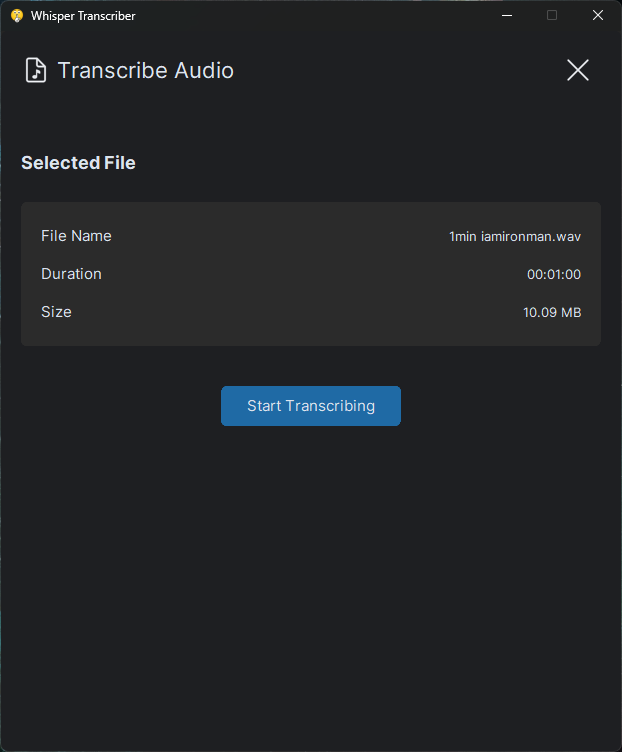 Whisper Transcriber
Transcribe Audio
Selected File
File Name 1min iamironman.wav
Duration 00:01:00
Size 10.09 MB
Start Transcribing